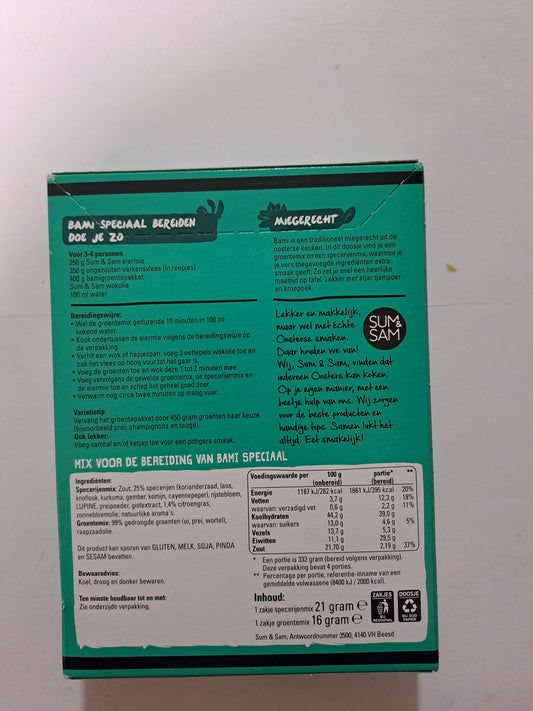 BAMI SPECIAAL BEREIDEN
DOE JE ZO
Voor 3-4 personen
250 g Sum & Sam eiermie
350 g ongezouten varkensvlees (in reepjes)
400 g bamigroentepakket
Sum & Sam wokolie
100 ml water
Bereidingswijze:
• Wel de groentemix gedurende 10 minuten in 100 ml
kokend water.
• Kook ondertussen de eiermie volgens de bereidingswijze op
de verpakking.
• Verhit een wok of hapjespan, voeg 3 eetlepels wokolie toe en
bak het vlees op hoog vuur tot het gaar is.
• Voeg de groenten toe en wok deze 1 tot 2 minuten mee.
• Voeg vervolgens de gewelde groentemix, de specerijenmix en
de eiermie toe en schep het geheel goed door.
• Verwarm nog circa twee minuten op matig vuur.
Variatietip:
Vervang het groentepakket door 450 gram groenten naar keuze
(bijvoorbeeld prei, champignons en taugé).
Ook lekker:
Voeg sambal en/of ketjap toe voor een pittigere smaak.
MIEGERECHT
Bami is een traditioneel miegerecht uit de
oosterse keuken. In dit doosje vind je een
groentemix en een specerijenmix, waarmee je
je vers toegevoegde ingrediënten extra
smaak geeft. Zo zet je snel een heerlijke
maaltijd op tafel. Lekker met atjar tjampoer
en kroepoek.
Lekker en makkelijk,
maar wel met echte
Oosterse smaken.
Daar houden we van!
Wij, Sum & Sam, vinden dat
iedereen Oosters kan koken.
Op je eigen manier, met een
beetje hulp van ons. Wij zorgen
voor de beste producten en
handige tips. Samen lukt het
altijd. Eet smakelijk!
SUM
&
SAM
MIX VOOR DE BEREIDING VAN BAMI SPECIAAL
Ingrediënten:
Specerijenmix: Zout, 25% specerijen (korianderzaad, laos,
knoflook, kurkuma, gember, komijn, cayennepeper), rijstebloem,
LUPINE, preipoeder, gistextract, 1,4% citroengras,
zonnebloemolie, natuurlijke aroma's.
Groentemix: 99% gedroogde groenten (ui, prei, wortel),
raapzaadolie.
Dit product kan sporen van GLUTEN, MELK, SOJA, PINDA
en SESAM bevatten.
Bewaaradvies:
Koel, droog en donker bewaren.
Ten minste houdbaar tot en met:
Zie onderzijde verpakking.
Voedingswaarde per 100 g portie* **
(onbereid) (bereid)
Energie 1187 kJ/282 kcal 1661 kJ/395 kcal 20%
Vetten 3,7 g 12,3 g 18%
waarvan: verzadigd vet 0,6 g 2,2 g 11%
Koolhydraten 44,2 g 39,0 g
waarvan: suikers 13,0 g 4,6 g 5%
Vezels 13,7 g 5,3 g
Eiwitten 11,1 g 29,5 g
Zout 21,70 g 2,19 g 37%
* Een portie is 332 gram (bereid volgens verpakking).
Deze verpakking bevat 4 porties.
** Percentage per portie, referentie-inname van een
gemiddelde volwassene (8400 kJ / 2000 kcal).
Inhoud:
1 zakje specerijenmix 21 gram ℮
1 zakje groentemix 16 gram ℮
ZAKJES
BIJ
RESTAFVAL
DOOSJE
BIJ OUD
PAPIER
Sum & Sam, Antwoordnummer 3500, 4140 VH Beesd